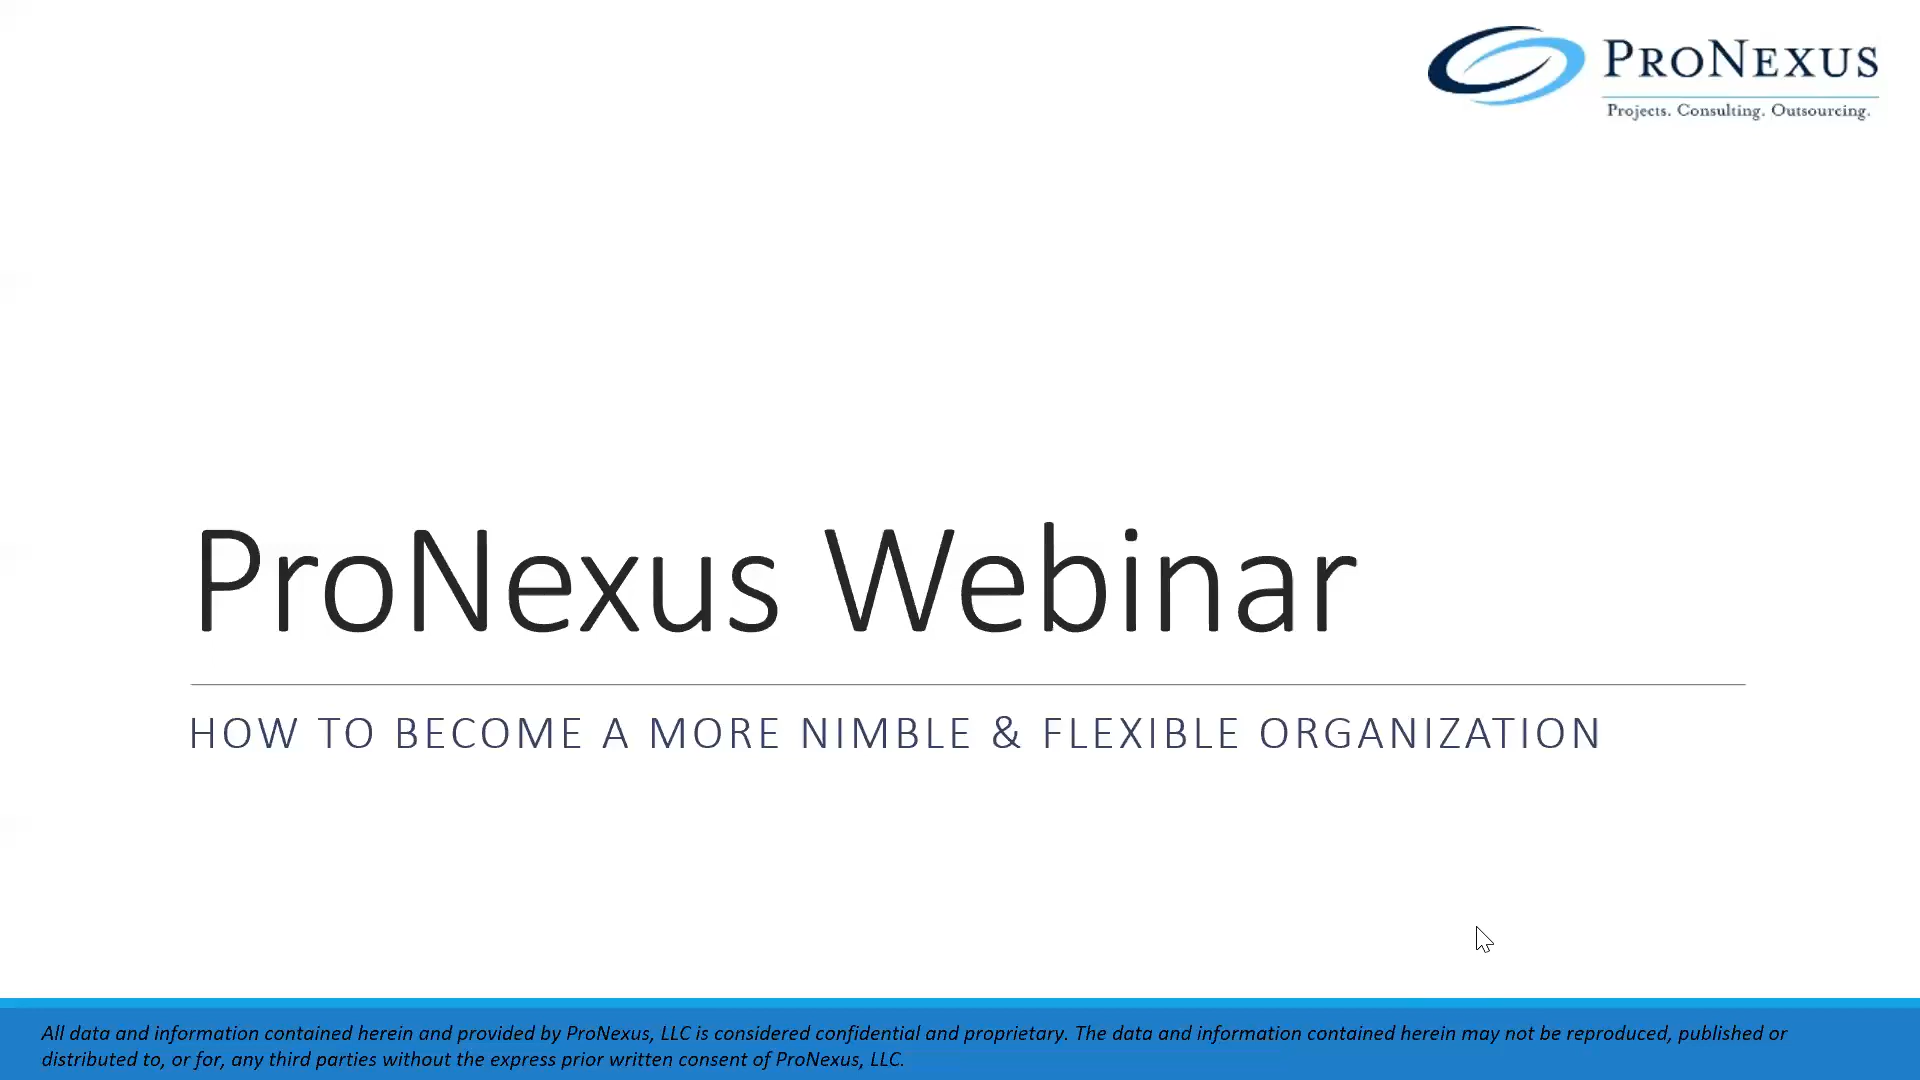 PRONEXUS
Projects. Consulting. Outsourcing.
ProNexus Webinar
HOW TO BECOME A MORE NIMBLE & FLEXIBLE ORGANIZATION
All data and information contained herein and provided by ProNexus, LLC is considered confidential and proprietary. The data and information contained herein may not be reproduced, published or
distributed to, or for, any third parties without the express prior written consent of ProNexus, LLC.